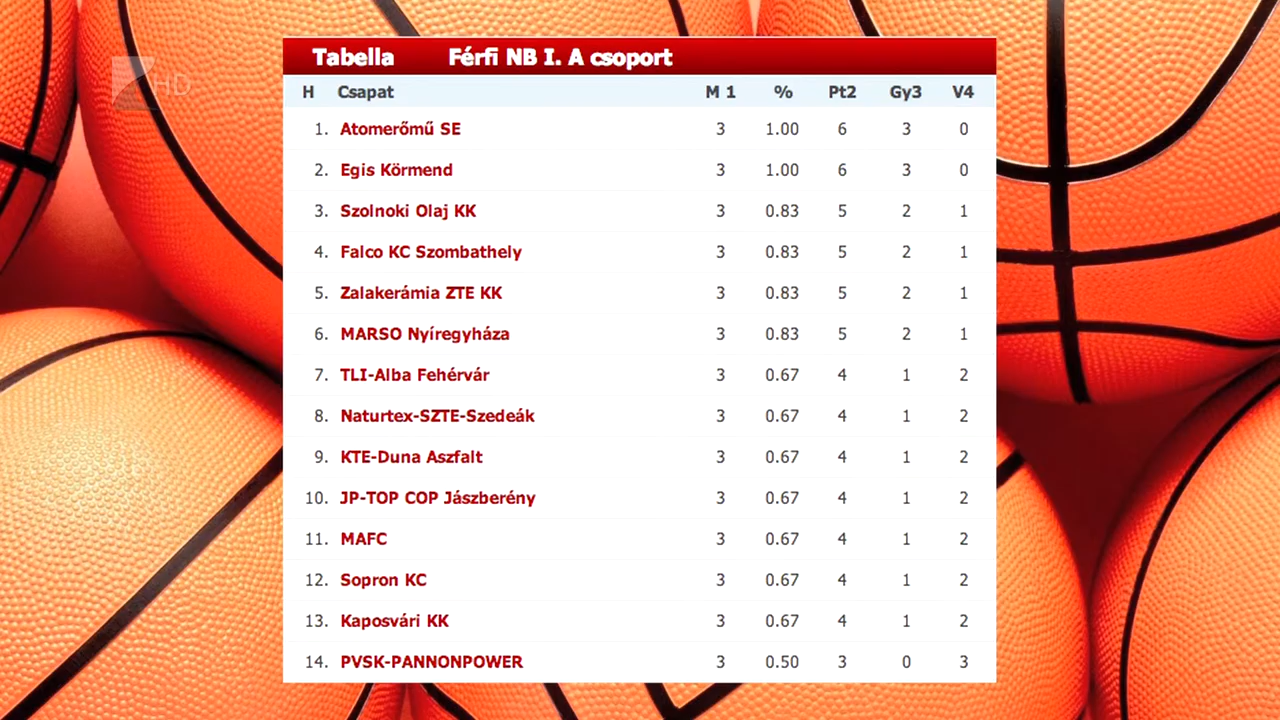 HD
Tabella Férfi NB I. A csoport
H Csapat M 1 % Pt2 Gy3 V4
1. Atomerőmű SE 3 1.00 6 3 0
2. Egis Körmend 3 1.00 6 3 0
3. Szolnoki Olaj KK 3 0.83 5 2 1
4. Falco KC Szombathely 3 0.83 5 2 1
5. Zalakerámia ZTE KK 3 0.83 5 2 1
6. MARSO Nyíregyháza 3 0.83 5 2 1
7. TLI-Alba Fehérvár 3 0.67 4 1 2
8. Naturtex-SZTE-Szedeák 3 0.67 4 1 2
9. KTE-Duna Aszfalt 3 0.67 4 1 2
10. JP-TOP COP Jászberény 3 0.67 4 1 2
11. MAFC 3 0.67 4 1 2
12. Sopron KC 3 0.67 4 1 2
13. Kaposvári KK 3 0.67 4 1 2
14. PVSK-PANNONPOWER 3 0.50 3 0 3